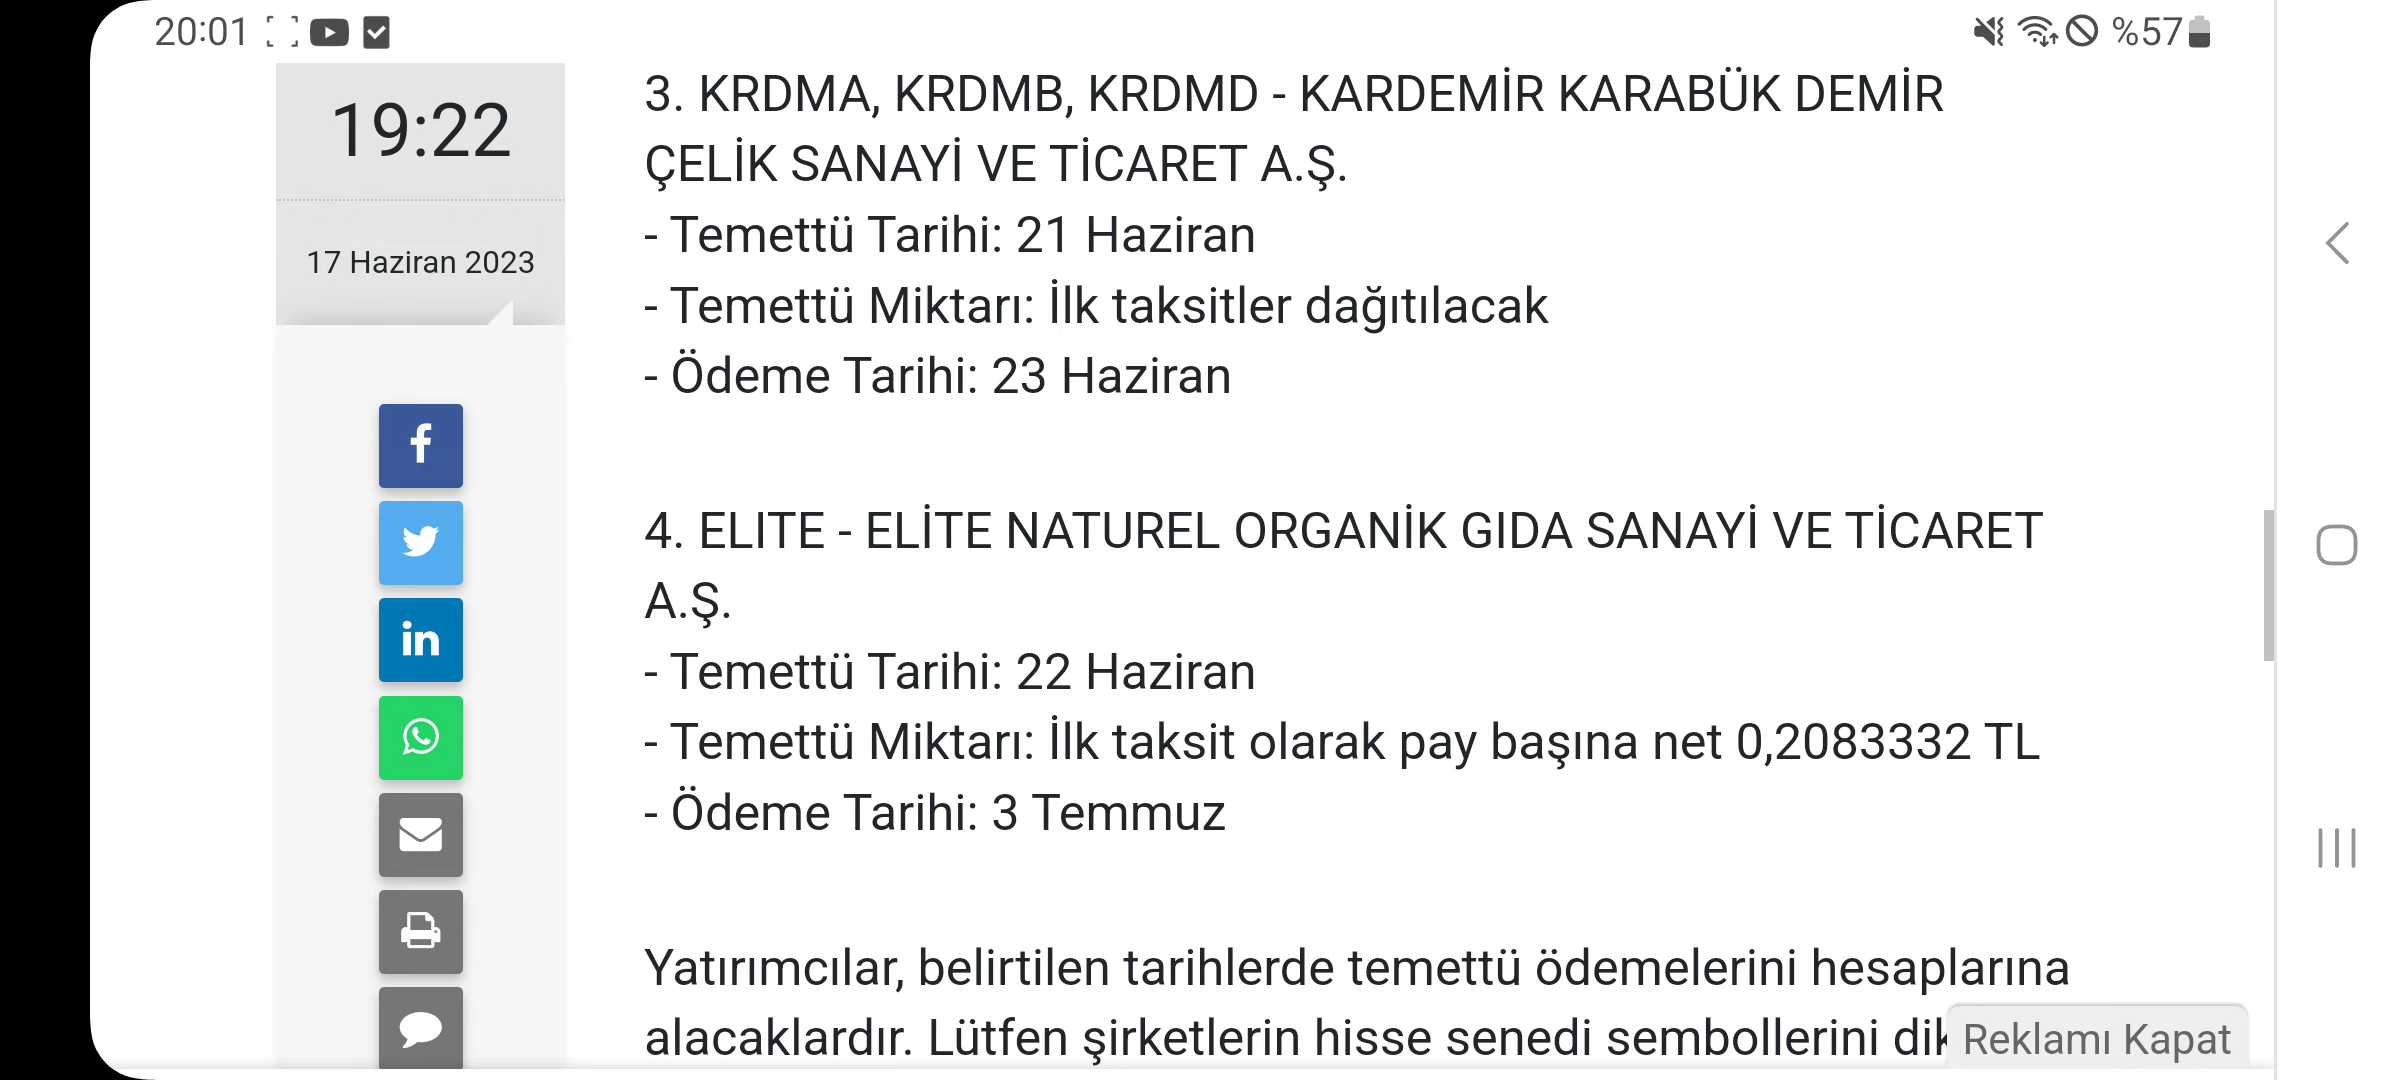 20:01
%57
19:22
17 Haziran 2023
3. KRDMA, KRDMB, KRDMD - KARDEMİR KARABÜK DEMİR
ÇELİK SANAYİ VE TİCARET A.Ş.
- Temettü Tarihi: 21 Haziran
- Temettü Miktarı: İlk taksitler dağıtılacak
- Ödeme Tarihi: 23 Haziran
4. ELITE - ELİTE NATUREL ORGANİK GIDA SANAYİ VE TİCARET
A.Ş.
- Temettü Tarihi: 22 Haziran
- Temettü Miktarı: İlk taksit olarak pay başına net 0,2083332 TL
- Ödeme Tarihi: 3 Temmuz
Yatırımcılar, belirtilen tarihlerde temettü ödemelerini hesaplarına
alacaklardır. Lütfen şirketlerin hisse senedi sembollerini
Reklamı Kapat